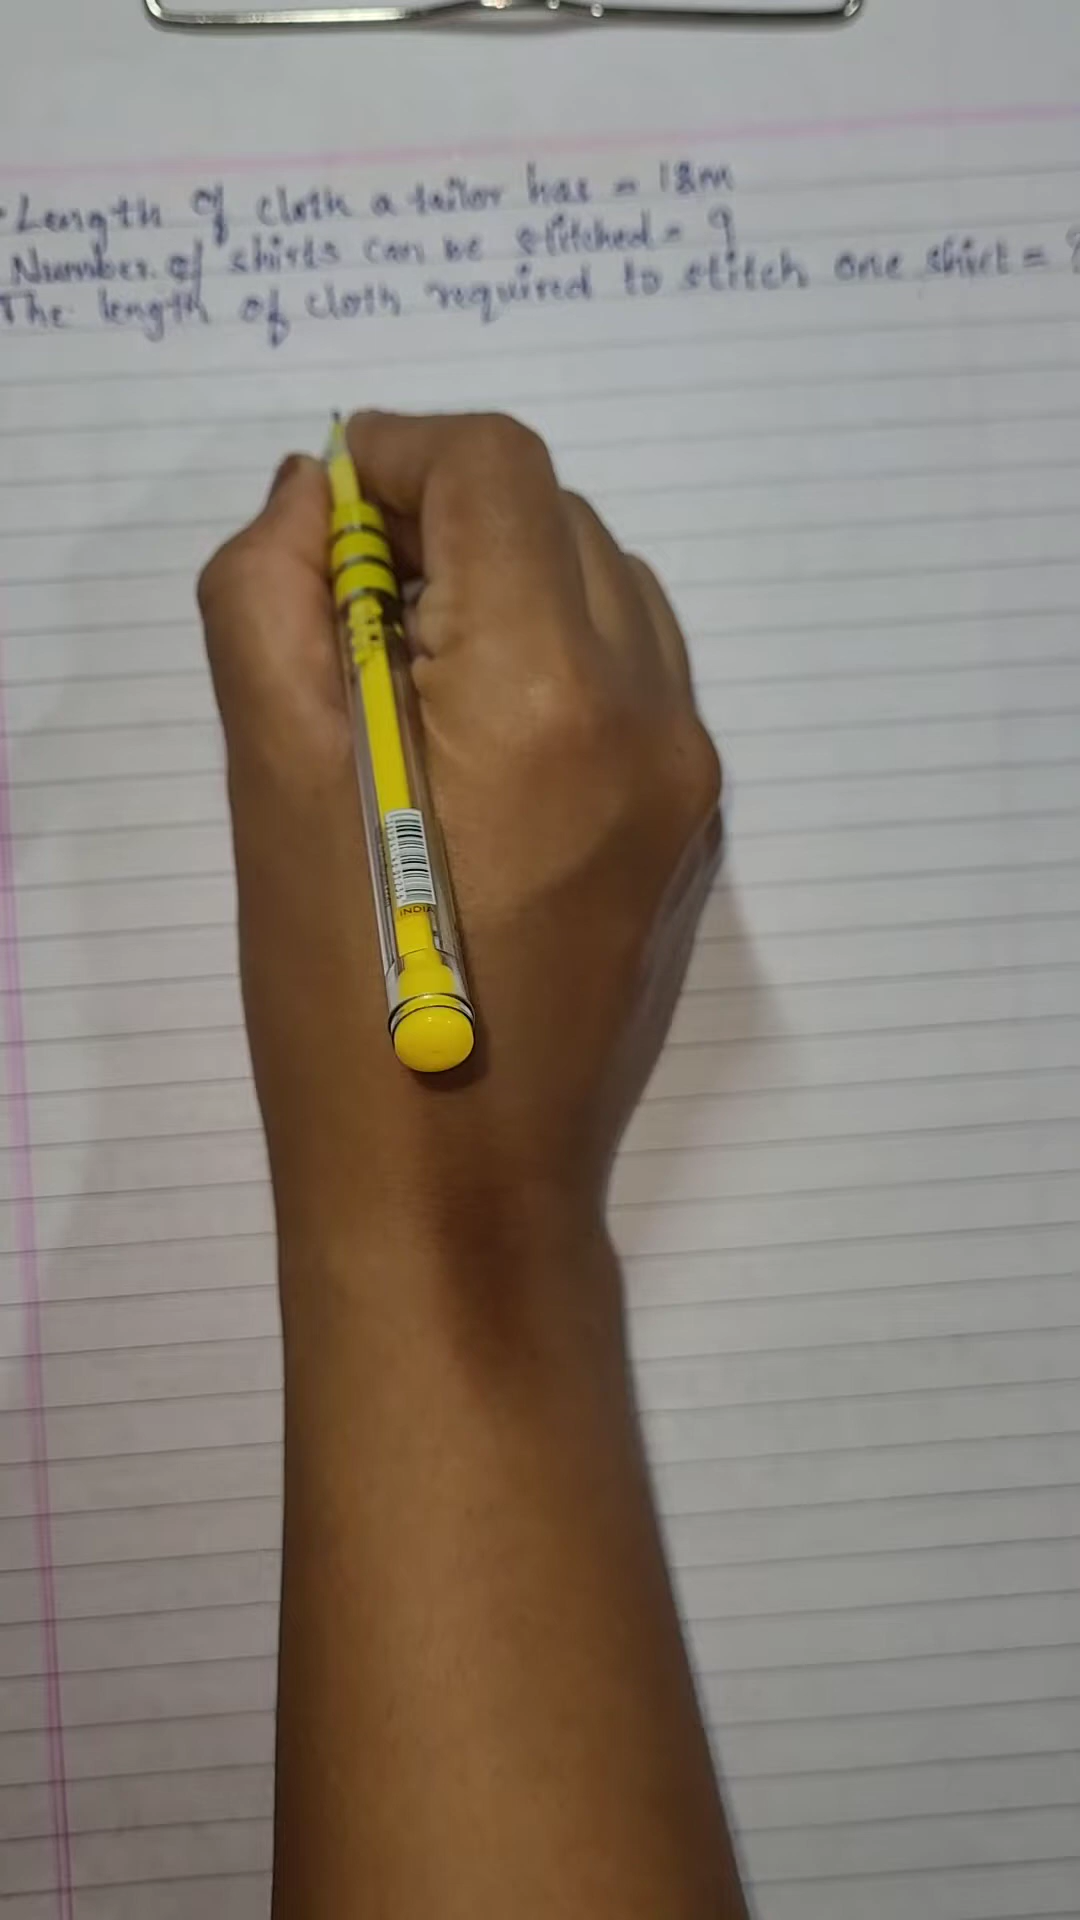 Length of cloth a tailor has = 18m
Number of shirts can be stitched = 9
The length of cloth required to stitch one shirt = ?
INDIA